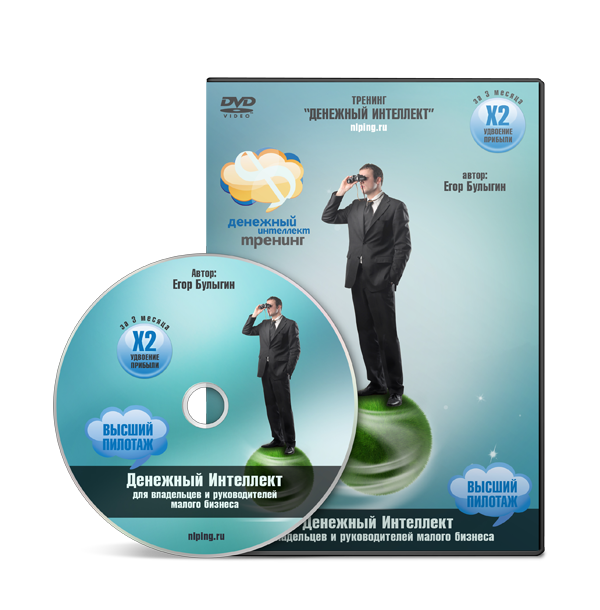 DVD
VIDEO
ТРЕНИНГ
"ДЕНЕЖНЫЙ ИНТЕЛЛЕКТ"
nlping.ru
за 3 месяца
X2
УДВОЕНИЕ
ПРИБЫЛИ
автор:
Егор Булыгин
денежный
интеллект
тренинг
ВЫСШИЙ
ПИЛОТАЖ
Денежный Интеллект
руководителей малого бизнеса
Автор:
Егор Булыгин
за 3 месяца
X2
УДВОЕНИЕ
ПРИБЫЛИ
ВЫСШИЙ
ПИЛОТАЖ
Денежный Интеллект
для владельцев и руководителей
малого бизнеса
nlping.ru